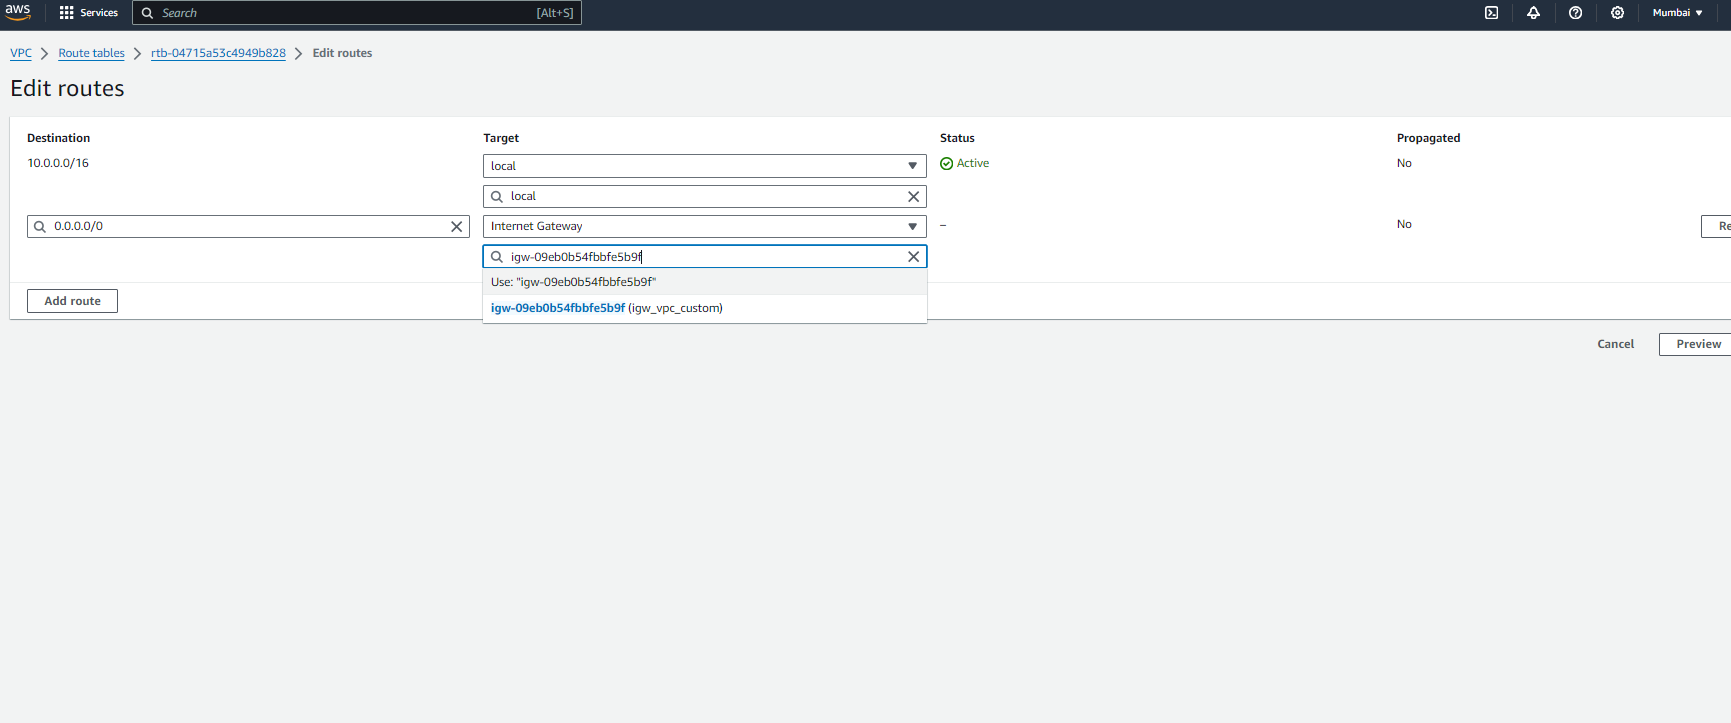 aws Services Search [Alt+S] Mumbai
VPC Route tables rtb-04715a53c4949b828 Edit routes
Edit routes
Destination Target Status Propagated
10.0.0.0/16 local Active No
local
0.0.0.0/0 Internet Gateway – No Re
igw-09eb0b54fbbfe5b9f
Use: "igw-09eb0b54fbbfe5b9f"
Add route
igw-09eb0b54fbbfe5b9f (igw_vpc_custom)
Cancel Preview